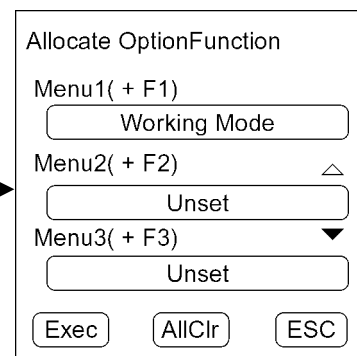 Allocate OptionFunction
Menu1( + F1)
Working Mode
Menu2( + F2)
Unset
Menu3( + F3)
Unset
Exec AllClr ESC